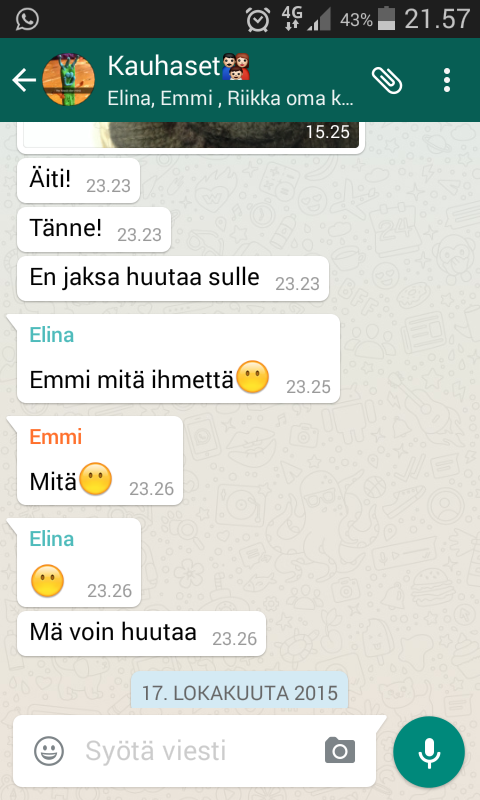 4G 43% 21.57
Kauhaset
Elina, Emmi , Riikka oma k...
15.25
Äiti! 23.23
Tänne! 23.23
En jaksa huutaa sulle 23.23
Elina
Emmi mitä ihmettä😶 23.25
Emmi
Mitä😶 23.26
Elina
😶 23.26
Mä voin huutaa 23.26
17. LOKAKUUTA 2015
Syötä viesti